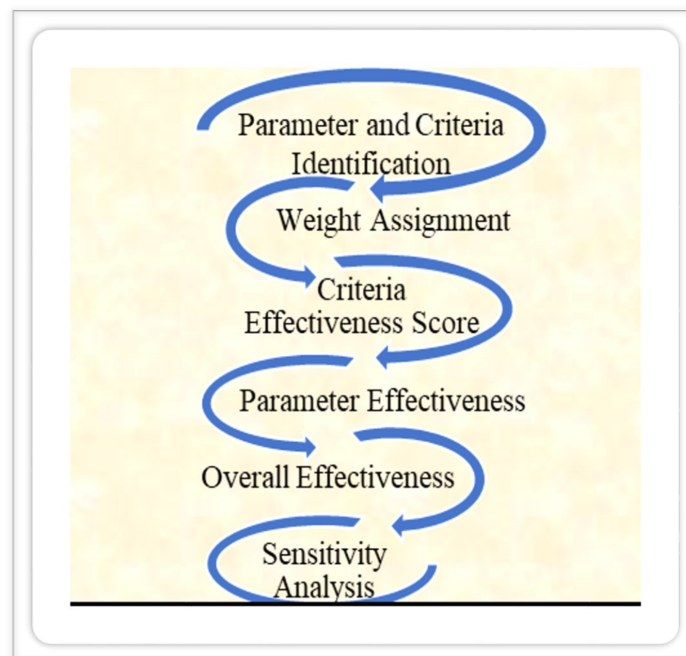 Parameter and Criteria
Identification
Weight Assignment
Criteria
Effectiveness Score
Parameter Effectiveness
Overall Effectiveness
Sensitivity
Analysis